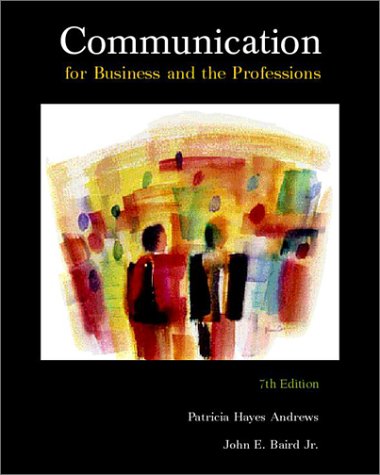 Communication
for Business and the Professions
7th Edition
Patricia Hayes Andrews
John E. Baird Jr.